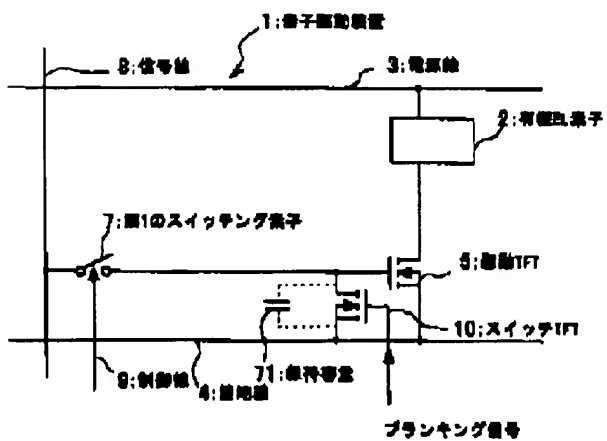 1:素子駆動装置
8:信号線
3:電源線
2:有機EL素子
7:第1のスイッチング素子
5:駆動TFT
10:スイッチTFT
9:制御線
4:接地線
71:保持容量
ブランキング信号